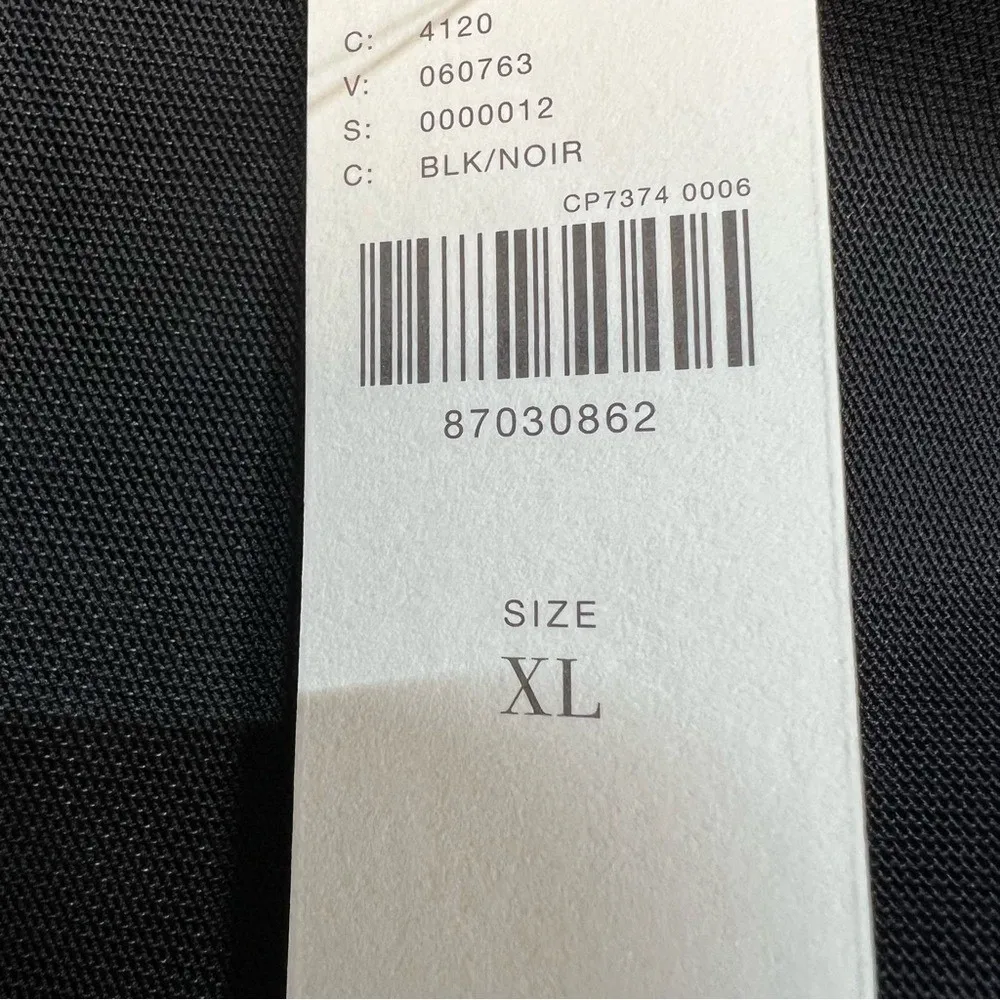 C: 4120
V: 060763
S: 0000012
C: BLK/NOIR
CP7374 0006
87030862
SIZE
XL